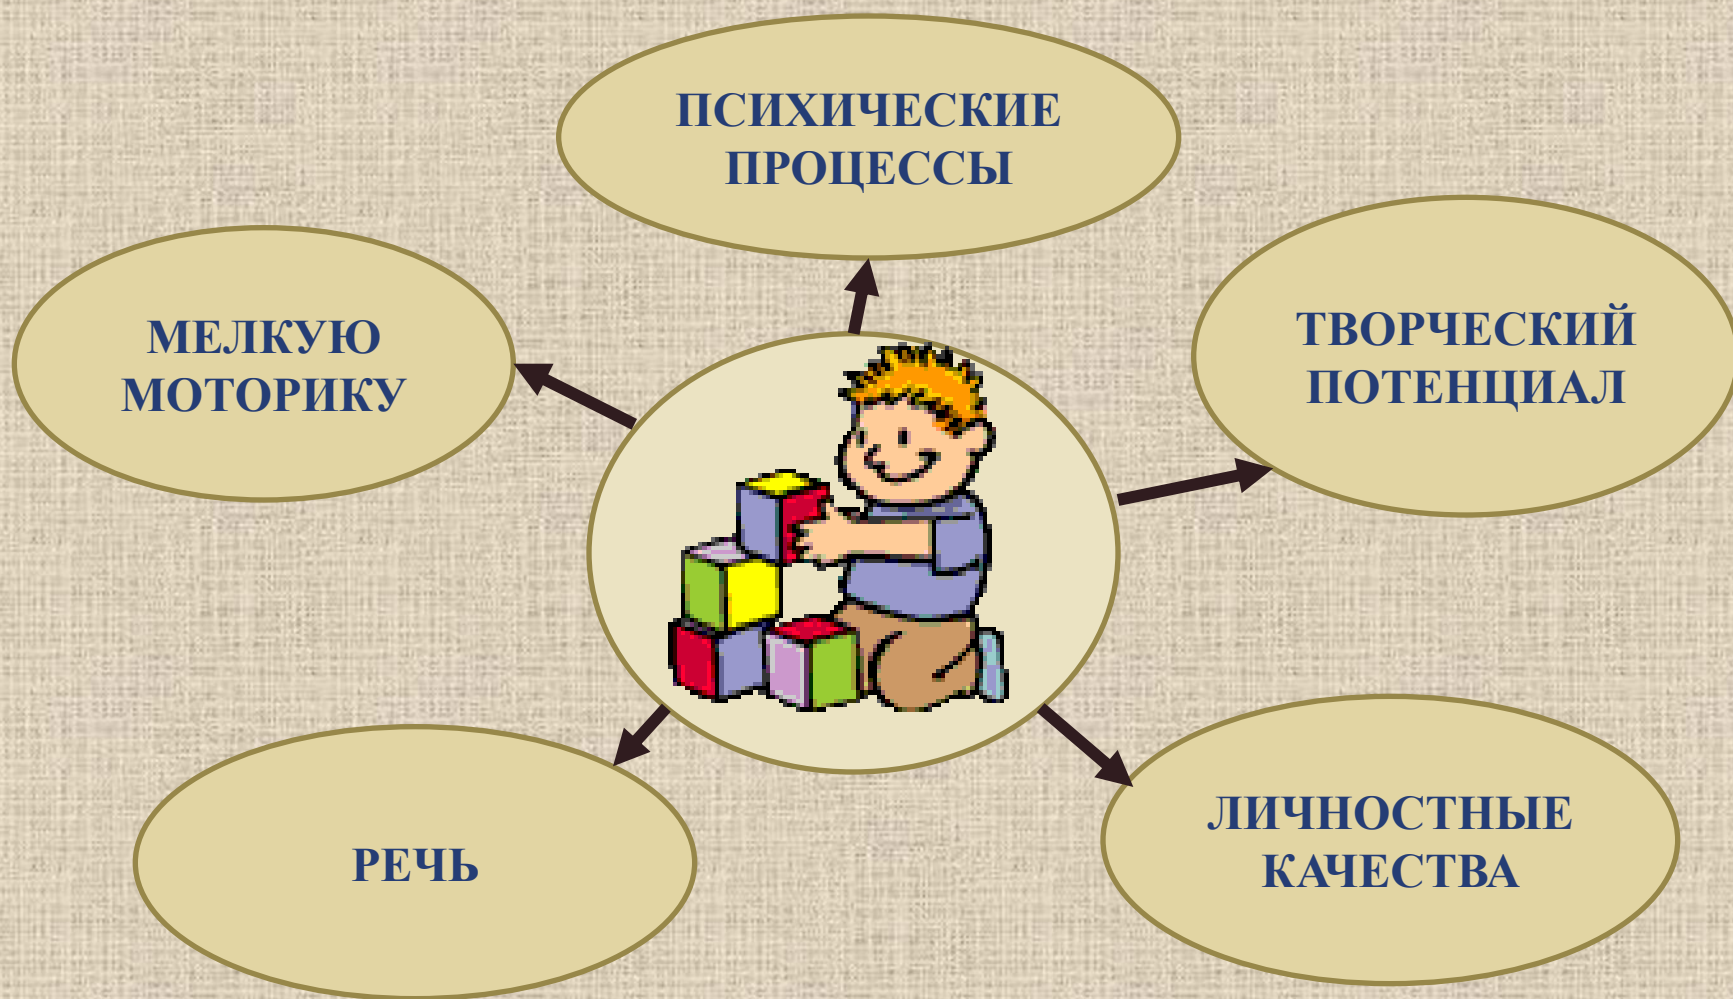 ПСИХИЧЕСКИЕ
ПРОЦЕССЫ
МЕЛКУЮ
МОТОРИКУ
ТВОРЧЕСКИЙ
ПОТЕНЦИАЛ
РЕЧЬ
ЛИЧНОСТНЫЕ
КАЧЕСТВА